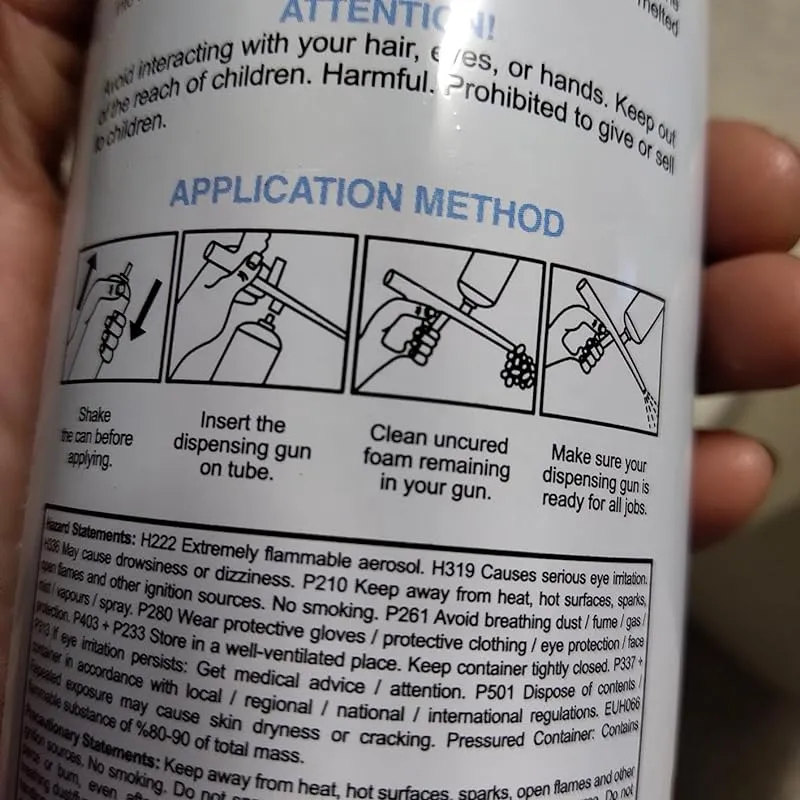 melted
ATTENTION!
Avoid interacting with your hair, eyes, or hands. Keep out
of the reach of children. Harmful. Prohibited to give or sell
to children.
APPLICATION METHOD
Shake
the can before
applying.
Insert the
dispensing gun
on tube.
Clean uncured
foam remaining
in your gun.
Make sure your
dispensing gun is
ready for all jobs.
Hazard Statements: H222 Extremely flammable aerosol. H319 Causes serious eye irritation.
H336 May cause drowsiness or dizziness. P210 Keep away from heat, hot surfaces, sparks,
open flames and other ignition sources. No smoking. P261 Avoid breathing dust / fume / gas /
mist / vapours / spray. P280 Wear protective gloves / protective clothing / eye protection / face
protection. P403 + P233 Store in a well-ventilated place. Keep container tightly closed. P337 +
P313 If eye irritation persists: Get medical advice / attention. P501 Dispose of contents /
container in accordance with local / regional / national / international regulations. EUH066
Repeated exposure may cause skin dryness or cracking. Pressured Container: Contains
flammable substance of %80-90 of total mass.
Precautionary Statements: Keep away from heat, hot surfaces, sparks, open flames and other
ignition sources. No smoking. Do not Do not
or burn, even